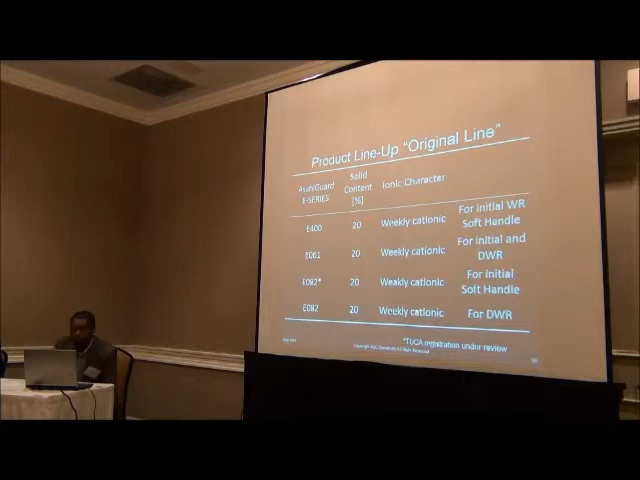 Product Line-Up "Original Line"
AsahiGuard E-SERIES
Solid Content [%]
Ionic Character
E400 20 Weekly cationic For Initial WR Soft Handle
E061 20 Weekly cationic For Initial and DWR
E092* 20 Weakly cationic For Initial Soft Handle
E082 20 Weekly cationic For DWR
registration under review